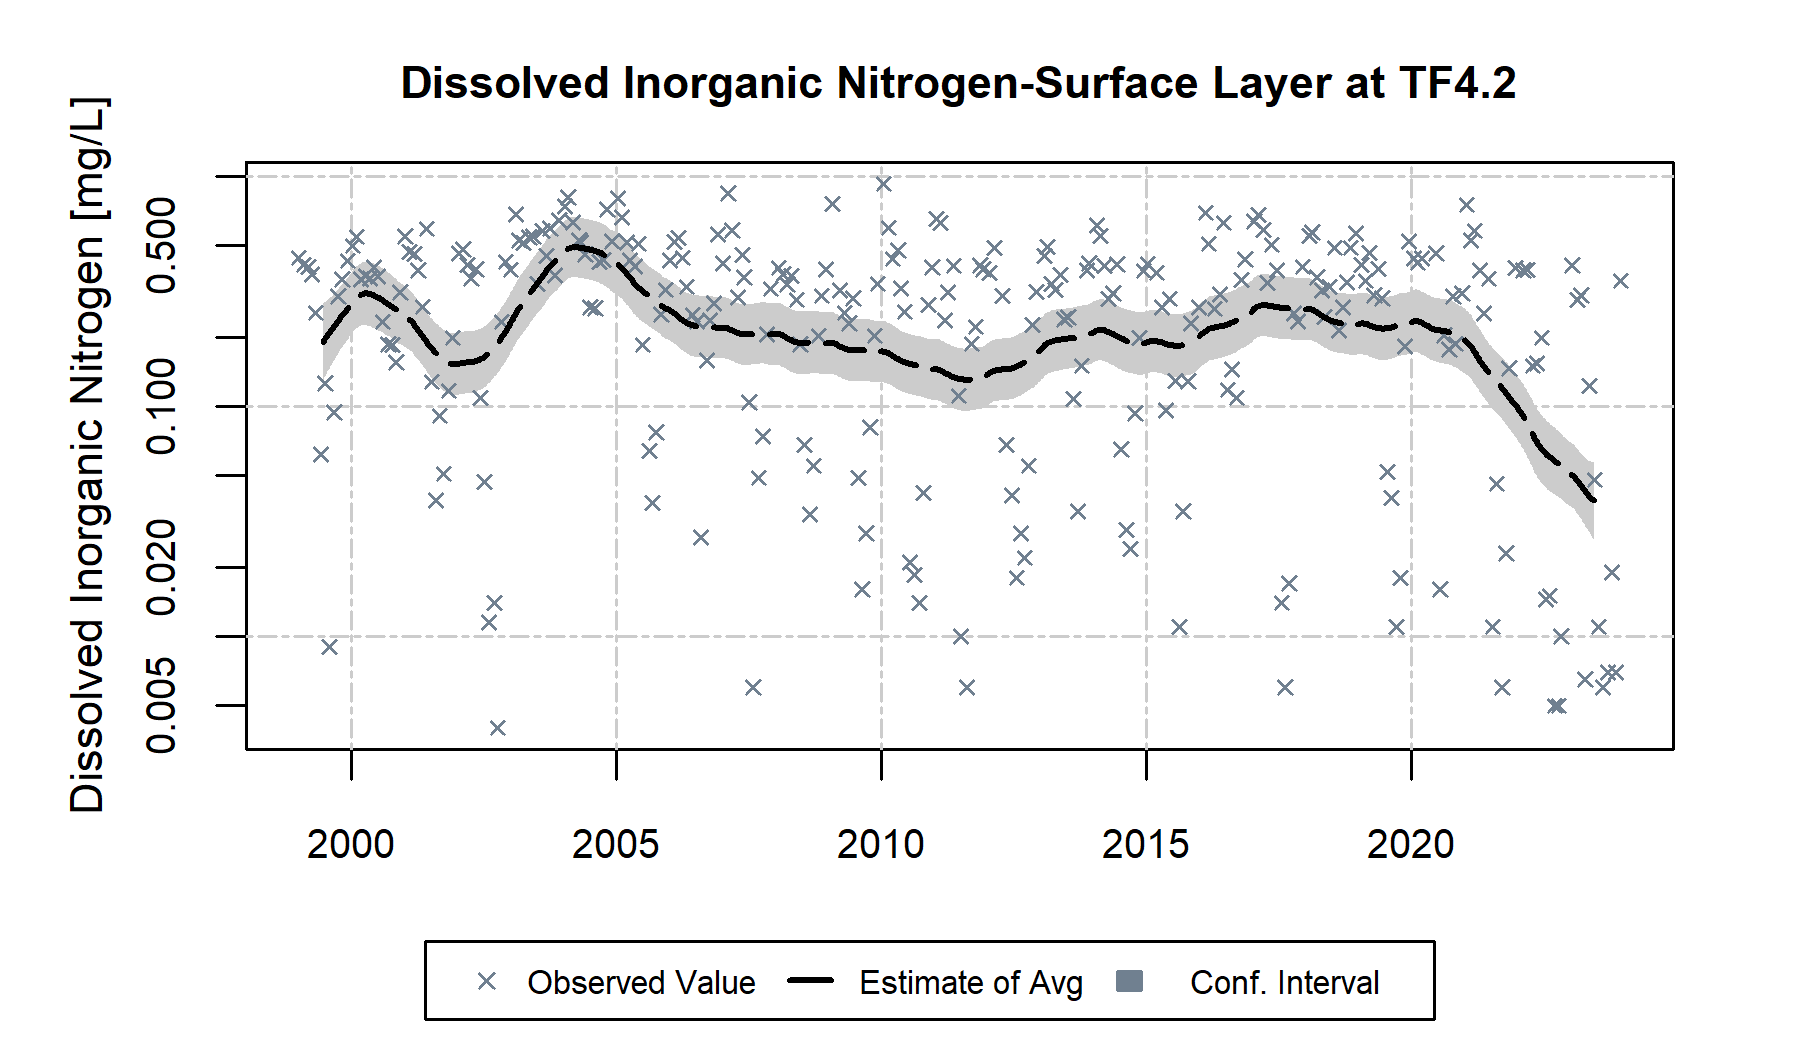 Dissolved Inorganic Nitrogen-Surface Layer at TF4.2
Dissolved Inorganic Nitrogen [mg/L]
0.500
0.100
0.020
0.005
2000 2005 2010 2015 2020
Observed Value Estimate of Avg Conf. Interval